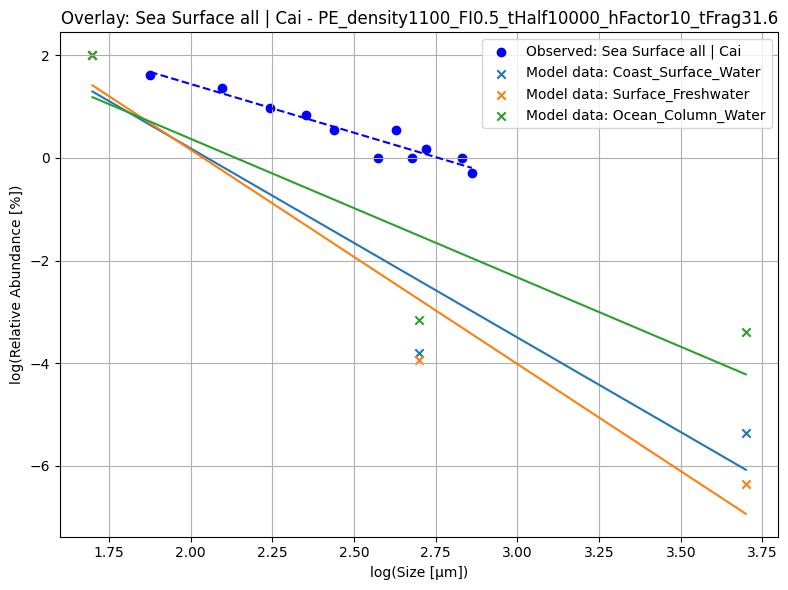 Overlay: Sea Surface all | Cai - PE_density1100_FI0.5_tHalf10000_hFactor10_tFrag31.6
Observed: Sea Surface all | Cai
Model data: Coast_Surface_Water
Model data: Surface_Freshwater
Model data: Ocean_Column_Water
log(Relative Abundance [%])
2
0
−2
−4
−6
1.75
2.00
2.25
2.50
2.75
3.00
3.25
3.50
3.75
log(Size [μm])